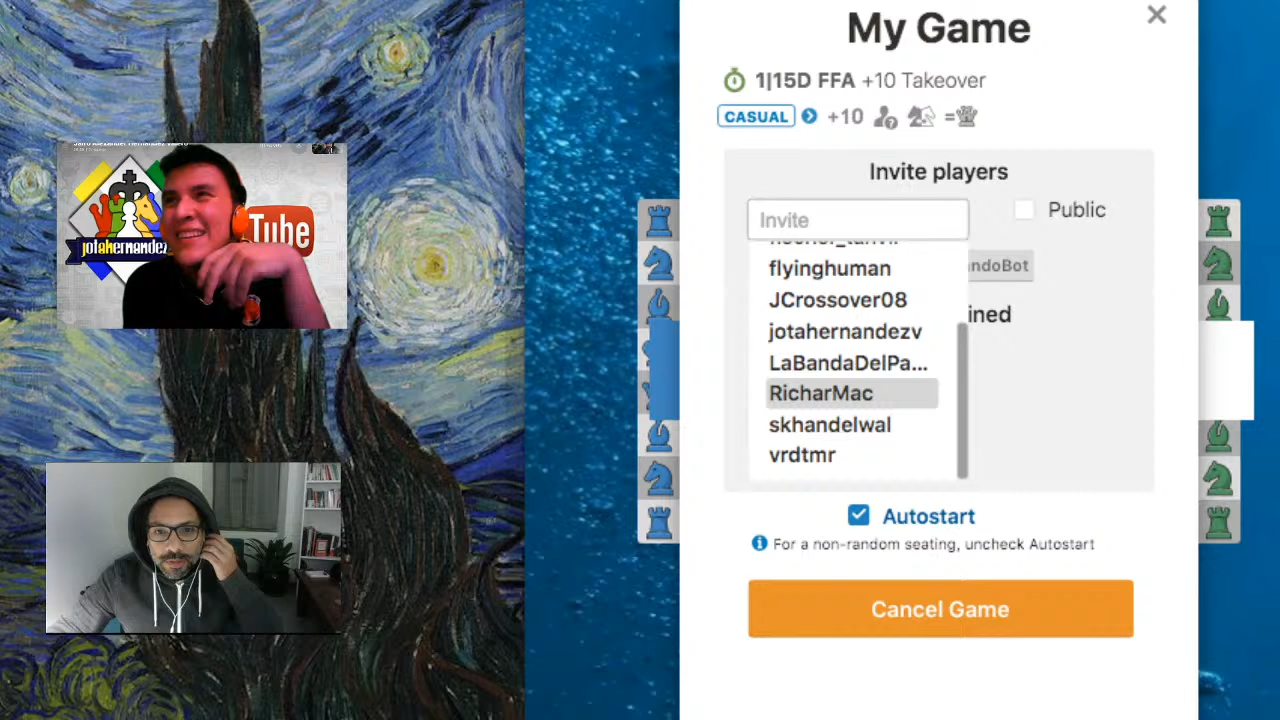 My Game
1|15D FFA +10 Takeover
CASUAL +10 =
Invite players
Invite
Public
flyinghuman
ndoBot
JCrossover08
ined
jotahernandezv
LaBandaDelPa...
RicharMac
skhandelwal
vrdtmr
Autostart
For a non-random seating, uncheck Autostart
Cancel Game
jotahernandez
Tube